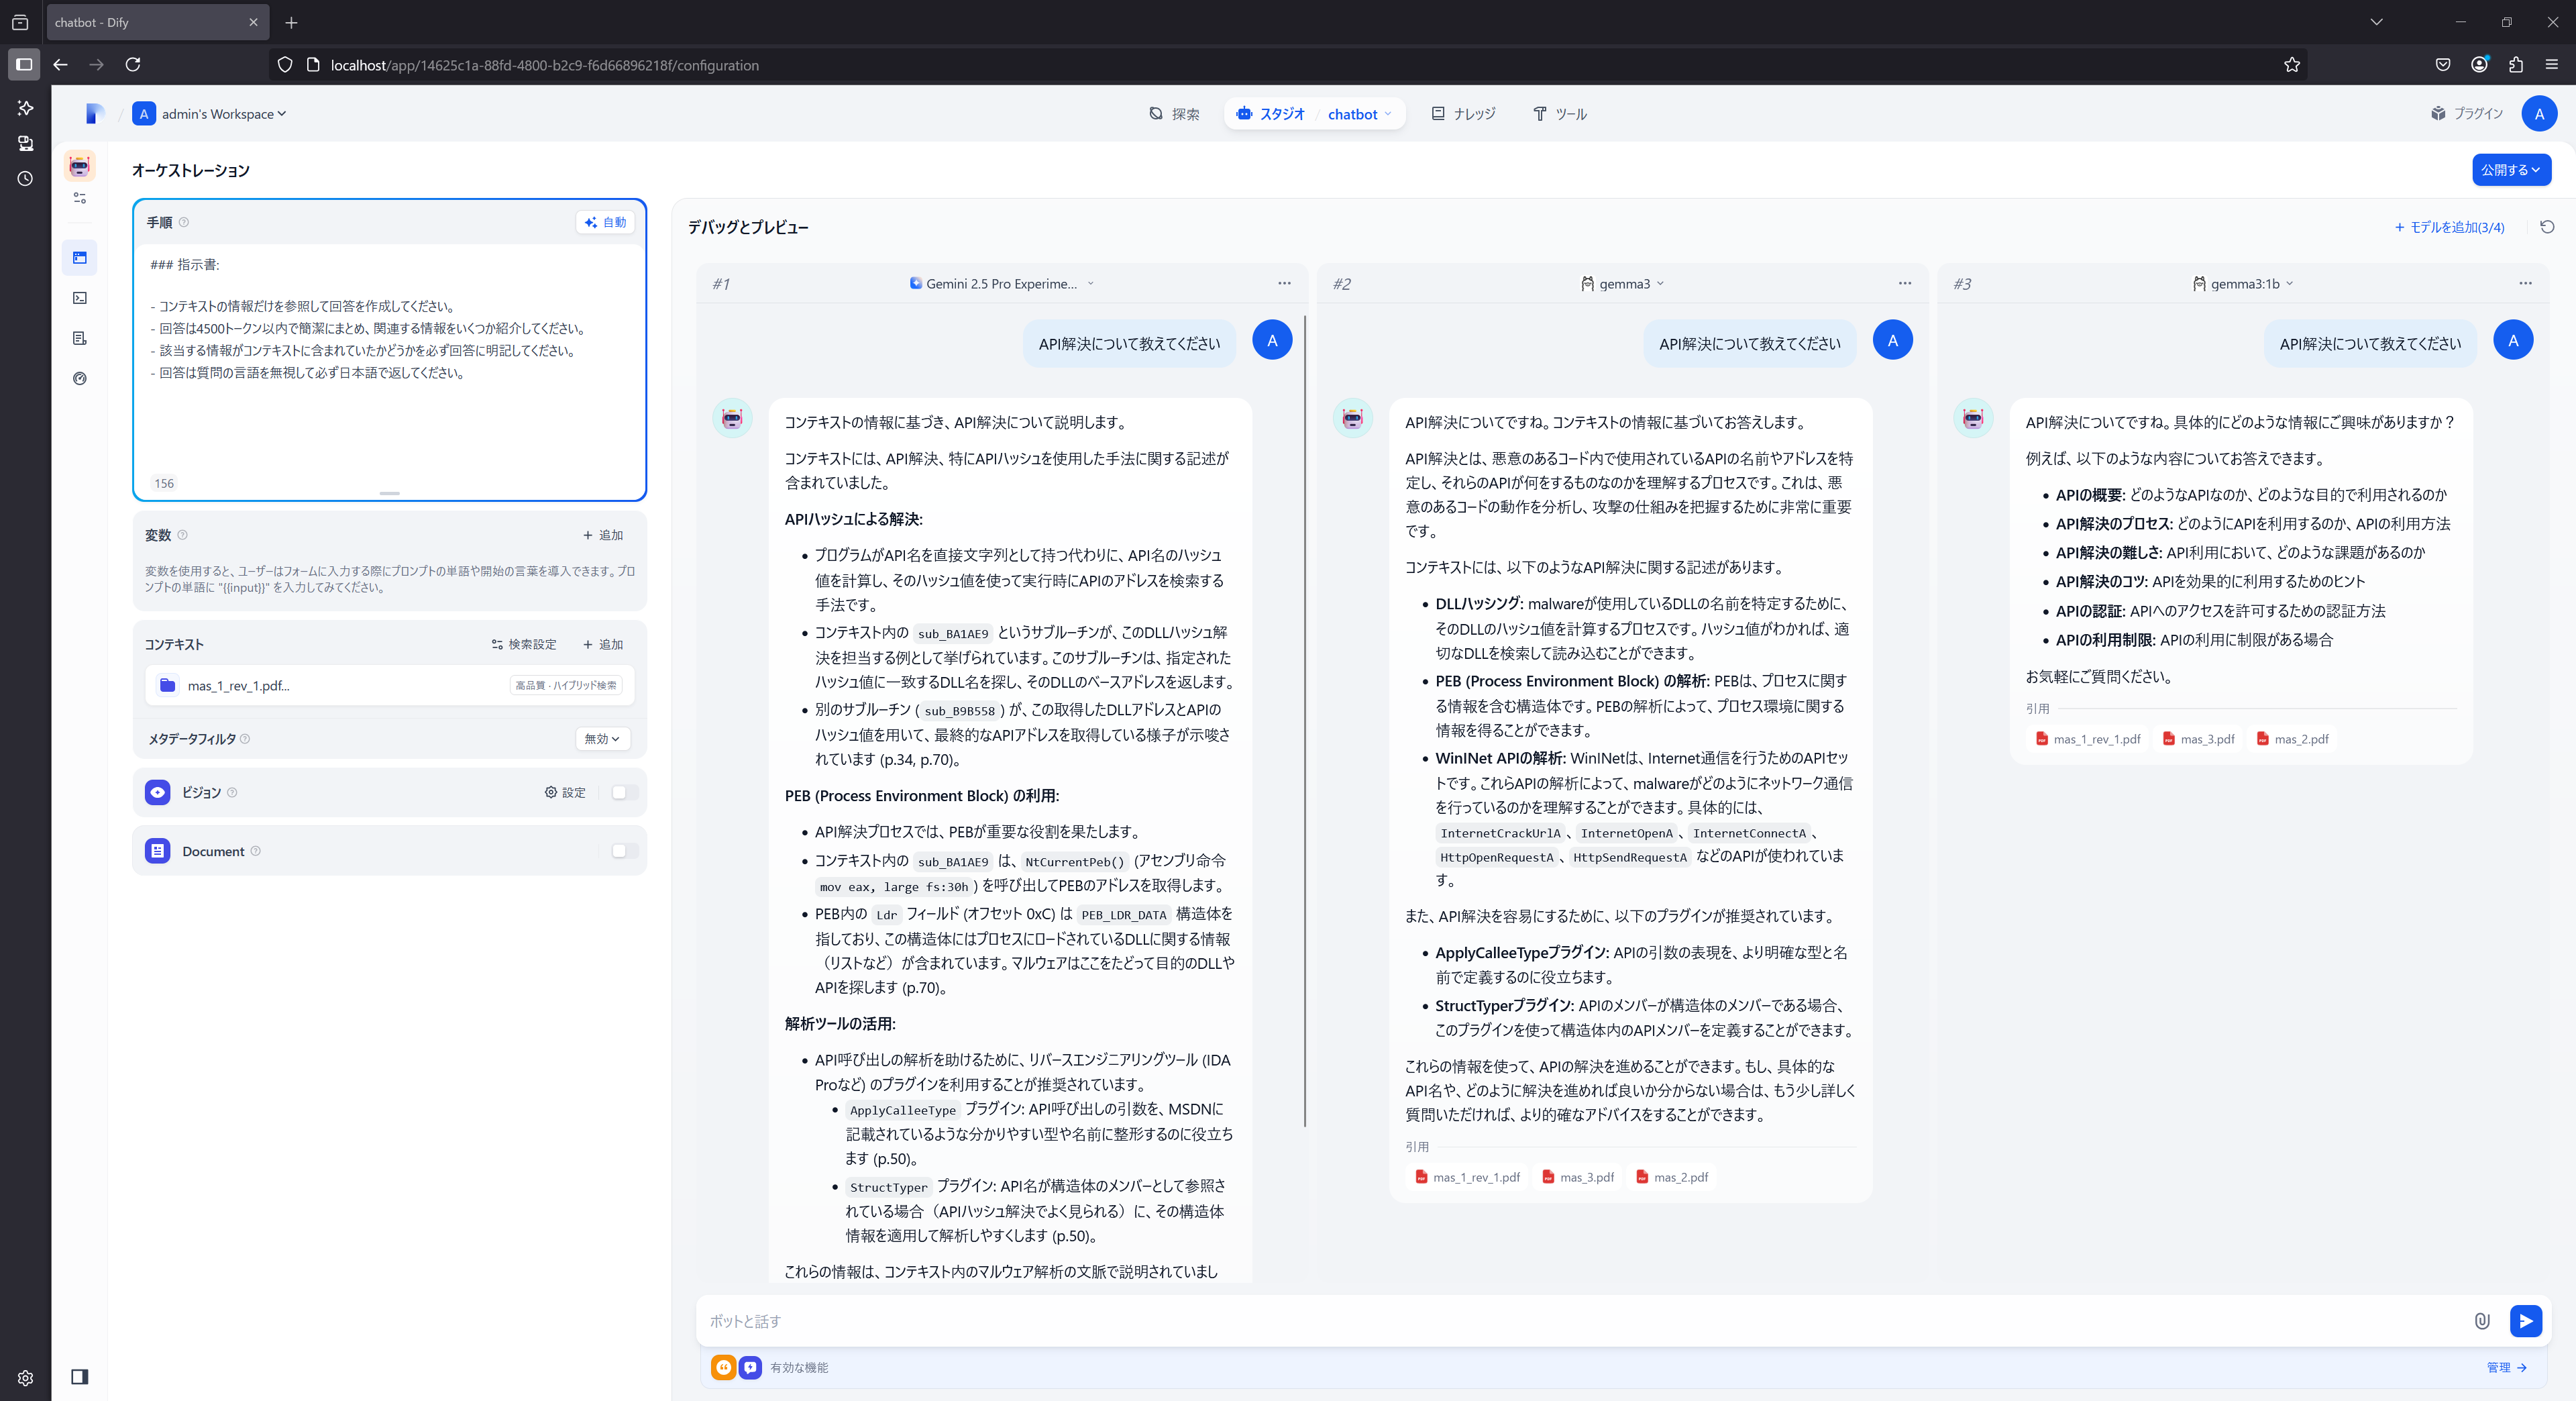 chatbot - Dify
localhost/app/14625c1a-88fd-4800-b2c9-f6d66896218f/configuration
/ A admin's Workspace
探索
スタジオ / chatbot
ナレッジ
ツール
プラグイン
A
オーケストレーション
公開する
手順
自動
### 指示書:
- コンテキストの情報だけを参照して回答を作成してください。
- 回答は4500トークン以内で簡潔にまとめ、関連する情報をいくつか紹介してください。
- 該当する情報がコンテキストに含まれていたかどうかを必ず回答に明記してください。
- 回答は質問の言語を無視して必ず日本語で返してください。
156
変数
+ 追加
変数を使用すると、ユーザーはフォームに入力する際にプロンプトの単語や開始の言葉を導入できます。プロ
ンプトの単語に "{{input}}" を入力してみてください。
コンテキスト
検索設定
+ 追加
mas_1_rev_1.pdf...
高品質 · ハイブリッド検索
メタデータフィルタ
無効
ビジョン
設定
Document
デバッグとプレビュー
+ モデルを追加(3/4)
#1
Gemini 2.5 Pro Experime...
API解決について教えてください
A
コンテキストの情報に基づき、API解決について説明します。
コンテキストには、API解決、特にAPIハッシュを使用した手法に関する記述が
含まれていました。
APIハッシュによる解決:
• プログラムがAPI名を直接文字列として持つ代わりに、API名のハッシュ
値を計算し、そのハッシュ値を使って実行時にAPIのアドレスを検索する
手法です。
• コンテキスト内の sub_BA1AE9 というサブルーチンが、このDLLハッシュ解
決を担当する例として挙げられています。このサブルーチンは、指定された
ハッシュ値に一致するDLL名を探し、そのDLLのベースアドレスを返します。
• 別のサブルーチン ( sub_B9B558 ) が、この取得したDLLアドレスとAPIの
ハッシュ値を用いて、最終的なAPIアドレスを取得している様子が示唆さ
れています (p.34, p.70)。
PEB (Process Environment Block) の利用:
• API解決プロセスでは、PEBが重要な役割を果たします。
• コンテキスト内の sub_BA1AE9 は、 NtCurrentPeb() (アセンブリ命令
mov eax, large fs:30h ) を呼び出してPEBのアドレスを取得します。
• PEB内の Ldr フィールド (オフセット 0xC) は PEB_LDR_DATA 構造体を
指しており、この構造体にはプロセスにロードされているDLLに関する情報
（リストなど）が含まれています。マルウェアはここをたどって目的のDLLや
APIを探します (p.70)。
解析ツールの活用:
• API呼び出しの解析を助けるために、リバースエンジニアリングツール (IDA
Proなど) のプラグインを利用することが推奨されています。
• ApplyCalleeType プラグイン: API呼び出しの引数を、MSDNに
記載されているような分かりやすい型や名前に整形するのに役立ち
ます (p.50)。
• StructTyper プラグイン: API名が構造体のメンバーとして参照さ
れている場合（APIハッシュ解決でよく見られる）に、その構造体
情報を適用して解析しやすくします (p.50)。
これらの情報は、コンテキスト内のマルウェア解析の文脈で説明されていまし
#2
gemma3
API解決について教えてください
A
API解決についてですね。コンテキストの情報に基づいてお答えします。
API解決とは、悪意のあるコード内で使用されているAPIの名前やアドレスを特
定し、それらのAPIが何をするものなのかを理解するプロセスです。これは、悪
意のあるコードの動作を分析し、攻撃の仕組みを把握するために非常に重要
です。
コンテキストには、以下のようなAPI解決に関する記述があります。
• DLLハッシング: malwareが使用しているDLLの名前を特定するために、
そのDLLのハッシュ値を計算するプロセスです。ハッシュ値がわかれば、適
切なDLLを検索して読み込むことができます。
• PEB (Process Environment Block) の解析: PEBは、プロセスに関す
る情報を含む構造体です。PEBの解析によって、プロセス環境に関する
情報を得ることができます。
• WinINet APIの解析: WinINetは、Internet通信を行うためのAPIセッ
トです。これらAPIの解析によって、malwareがどのようにネットワーク通信
を行っているのかを理解することができます。具体的には、
InternetCrackUrlA 、 InternetOpenA 、 InternetConnectA 、
HttpOpenRequestA 、 HttpSendRequestA などのAPIが使われていま
す。
また、API解決を容易にするために、以下のプラグインが推奨されています。
• ApplyCalleeTypeプラグイン: APIの引数の表現を、より明確な型と名
前で定義するのに役立ちます。
• StructTyperプラグイン: APIのメンバーが構造体のメンバーである場合、
このプラグインを使って構造体内のAPIメンバーを定義することができます。
これらの情報を使って、APIの解決を進めることができます。もし、具体的な
API名や、どのように解決を進めれば良いか分からない場合は、もう少し詳しく
質問いただければ、より的確なアドバイスをすることができます。
引用
mas_1_rev_1.pdf
mas_3.pdf
mas_2.pdf
#3
gemma3:1b
API解決について教えてください
A
API解決についてですね。具体的にどのような情報にご興味がありますか？
例えば、以下のような内容についてお答えできます。
• APIの概要: どのようなAPIなのか、どのような目的で利用されるのか
• API解決のプロセス: どのようにAPIを利用するのか、APIの利用方法
• API解決の難しさ: API利用において、どのような課題があるのか
• API解決のコツ: APIを効果的に利用するためのヒント
• APIの認証: APIへのアクセスを許可するための認証方法
• APIの利用制限: APIの利用に制限がある場合
お気軽にご質問ください。
引用
mas_1_rev_1.pdf
mas_3.pdf
mas_2.pdf
ボットと話す
有効な機能
管理 →